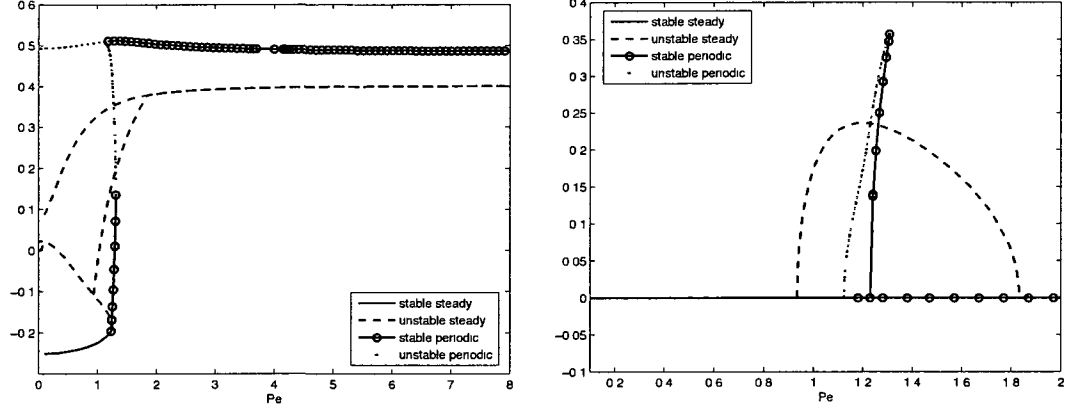 0 6
0 5
0 4
0 3
0 2
0 1
0
−0 1
−0 2
0 1 2 3 4 5 6 7 8
Pe
stable steady
unstable steady
stable periodic
unstable periodic
0 4
0 35
0 3
0 25
0 2
0 15
0 1
0 05
0
−0 05
−0 1
0 2 0 4 0 6 0 8 1 1 2 1 4 1 6 1 8 2
Pe
stable steady
unstable steady
stable periodic
unstable periodic